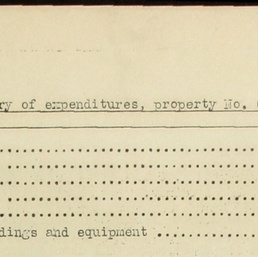 ry of expenditures, property No. (
dings and equipment ..............